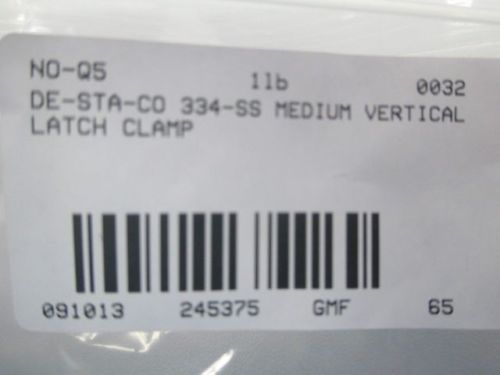 NO-Q5 1lb 0032
DE-STA-CO 334-SS MEDIUM VERTICAL
LATCH CLAMP
091013 245375 GMF 65